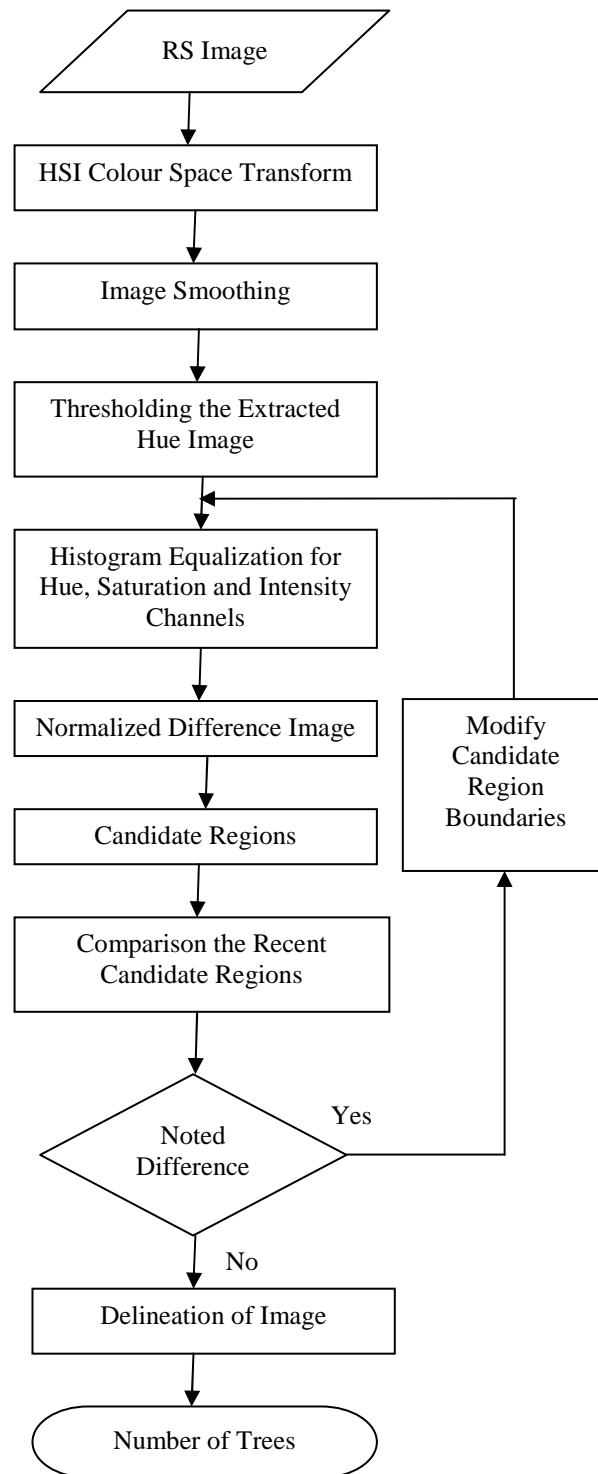 RS Image
HSI Colour Space Transform
Image Smoothing
Thresholding the Extracted
Hue Image
Histogram Equalization for
Hue, Saturation and Intensity
Channels
Normalized Difference Image
Modify
Candidate
Region
Boundaries
Candidate Regions
Comparison the Recent
Candidate Regions
Yes
Noted
Difference
No
Delineation of Image
Number of Trees